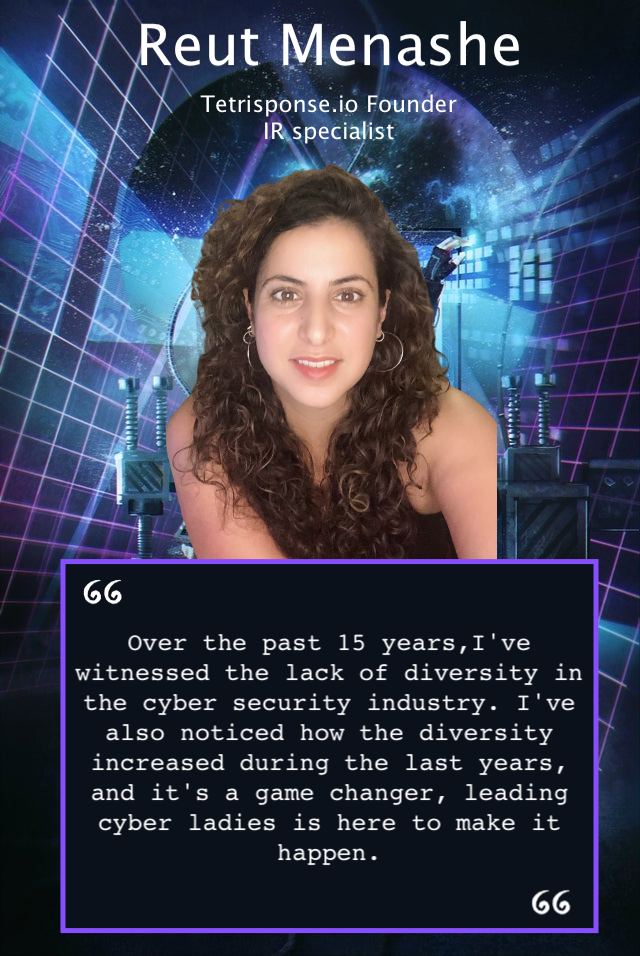 Reut Menashe
Tetrisponse.io Founder
IR specialist
“
Over the past 15 years,I've
witnessed the lack of diversity in
the cyber security industry. I've
also noticed how the diversity
increased during the last years,
and it's a game changer, leading
cyber ladies is here to make it
happen.
“